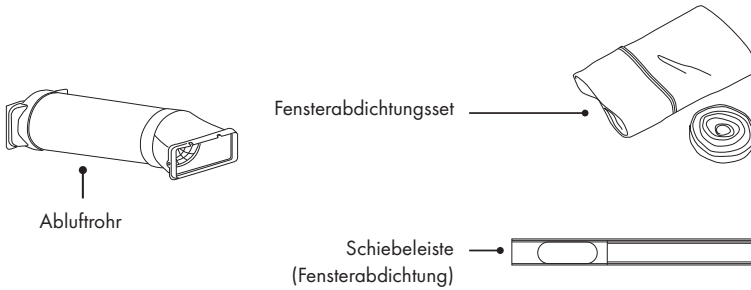 Fensterabdichtungsset
Abluftrohr
Schiebeleiste
(Fensterabdichtung)